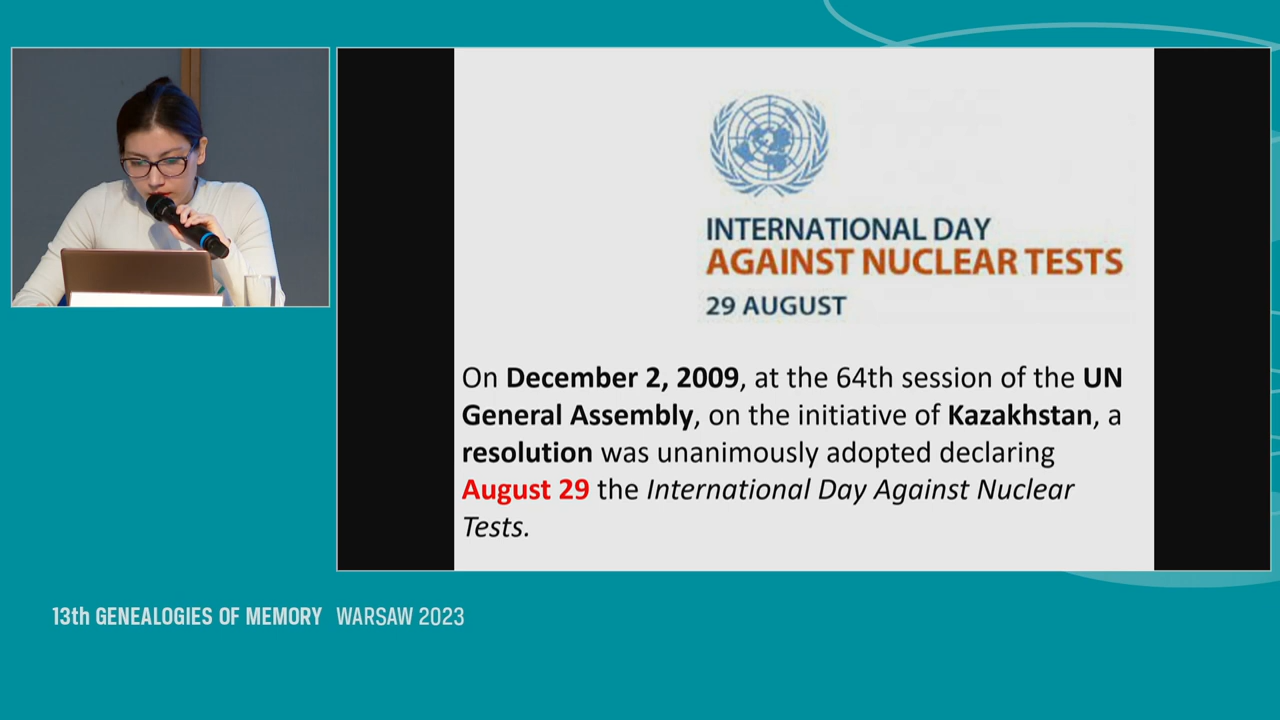 INTERNATIONAL DAY
AGAINST NUCLEAR TESTS
29 AUGUST
On December 2, 2009, at the 64th session of the UN
General Assembly, on the initiative of Kazakhstan, a
resolution was unanimously adopted declaring
August 29 the International Day Against Nuclear
Tests.
13th GENEALOGIES OF MEMORY WARSAW 2023